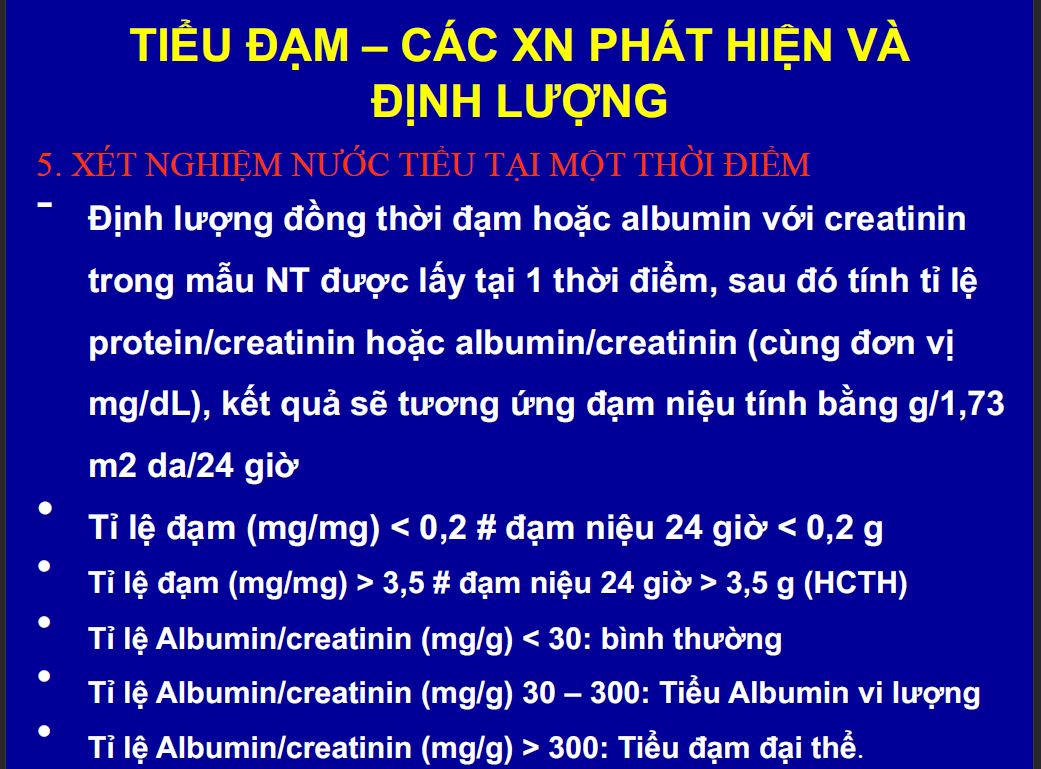 TIỂU ĐẠM – CÁC XN PHÁT HIỆN VÀ
ĐỊNH LƯỢNG
5. XÉT NGHIỆM NƯỚC TIỂU TẠI MỘT THỜI ĐIỂM
- Định lượng đồng thời đạm hoặc albumin với creatinin
trong mẫu NT được lấy tại 1 thời điểm, sau đó tính tỉ lệ
protein/creatinin hoặc albumin/creatinin (cùng đơn vị
mg/dL), kết quả sẽ tương ứng đạm niệu tính bằng g/1,73
m2 da/24 giờ
• Tỉ lệ đạm (mg/mg) < 0,2 # đạm niệu 24 giờ < 0,2 g
• Tỉ lệ đạm (mg/mg) > 3,5 # đạm niệu 24 giờ > 3,5 g (HCTH)
• Tỉ lệ Albumin/creatinin (mg/g) < 30: bình thường
• Tỉ lệ Albumin/creatinin (mg/g) 30 – 300: Tiểu Albumin vi lượng
• Tỉ lệ Albumin/creatinin (mg/g) > 300: Tiểu đạm đại thể.